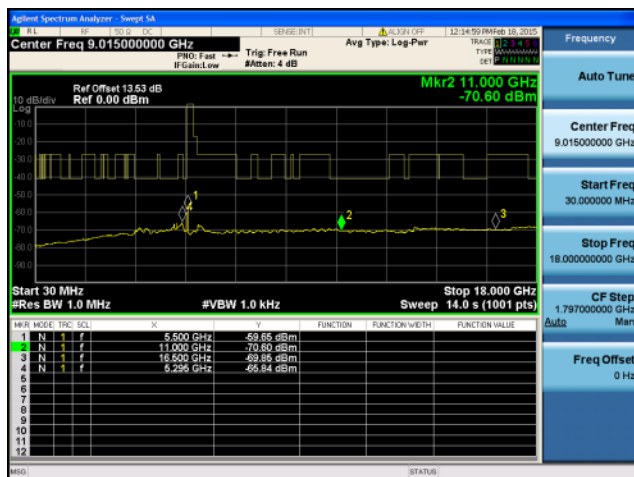 Agilent Spectrum Analyzer - Swept SA
RL RF 50 Ω DC SENSE:INT ALIGN OFF 12:14:59 PM Feb 18, 2015
Center Freq 9.015000000 GHz
PNO: Fast
IFGain:Low
Trig: Free Run
#Atten: 4 dB
Avg Type: Log-Pwr
TRACE 1 2 3 4 5 6
TYPE
DET P N N N N N
Ref Offset 13.53 dB
10 dB/div Ref 0.00 dBm
Log
Mkr2 11.000 GHz
-70.60 dBm
-10.0
-20.0
-30.0
-40.0
-50.0
-60.0
-70.0
-80.0
-90.0
1
4
2
3
Start 30 MHz
Stop 18.000 GHz
#Res BW 1.0 MHz #VBW 1.0 kHz Sweep 14.0 s (1001 pts)
MKR MODE TRC SCL X Y FUNCTION FUNCTION WIDTH FUNCTION VALUE
1 N 1 f 5.500 GHz -59.65 dBm
2 N 1 f 11.000 GHz -70.60 dBm
3 N 1 f 16.500 GHz -69.85 dBm
4 N 1 f 5.295 GHz -65.84 dBm
5
6
7
8
9
10
11
12
MSG STATUS
Frequency
Auto Tune
Center Freq
9.015000000 GHz
Start Freq
30.000000 MHz
Stop Freq
18.000000000 GHz
CF Step
1.797000000 GHz
Auto Man
Freq Offset
0 Hz